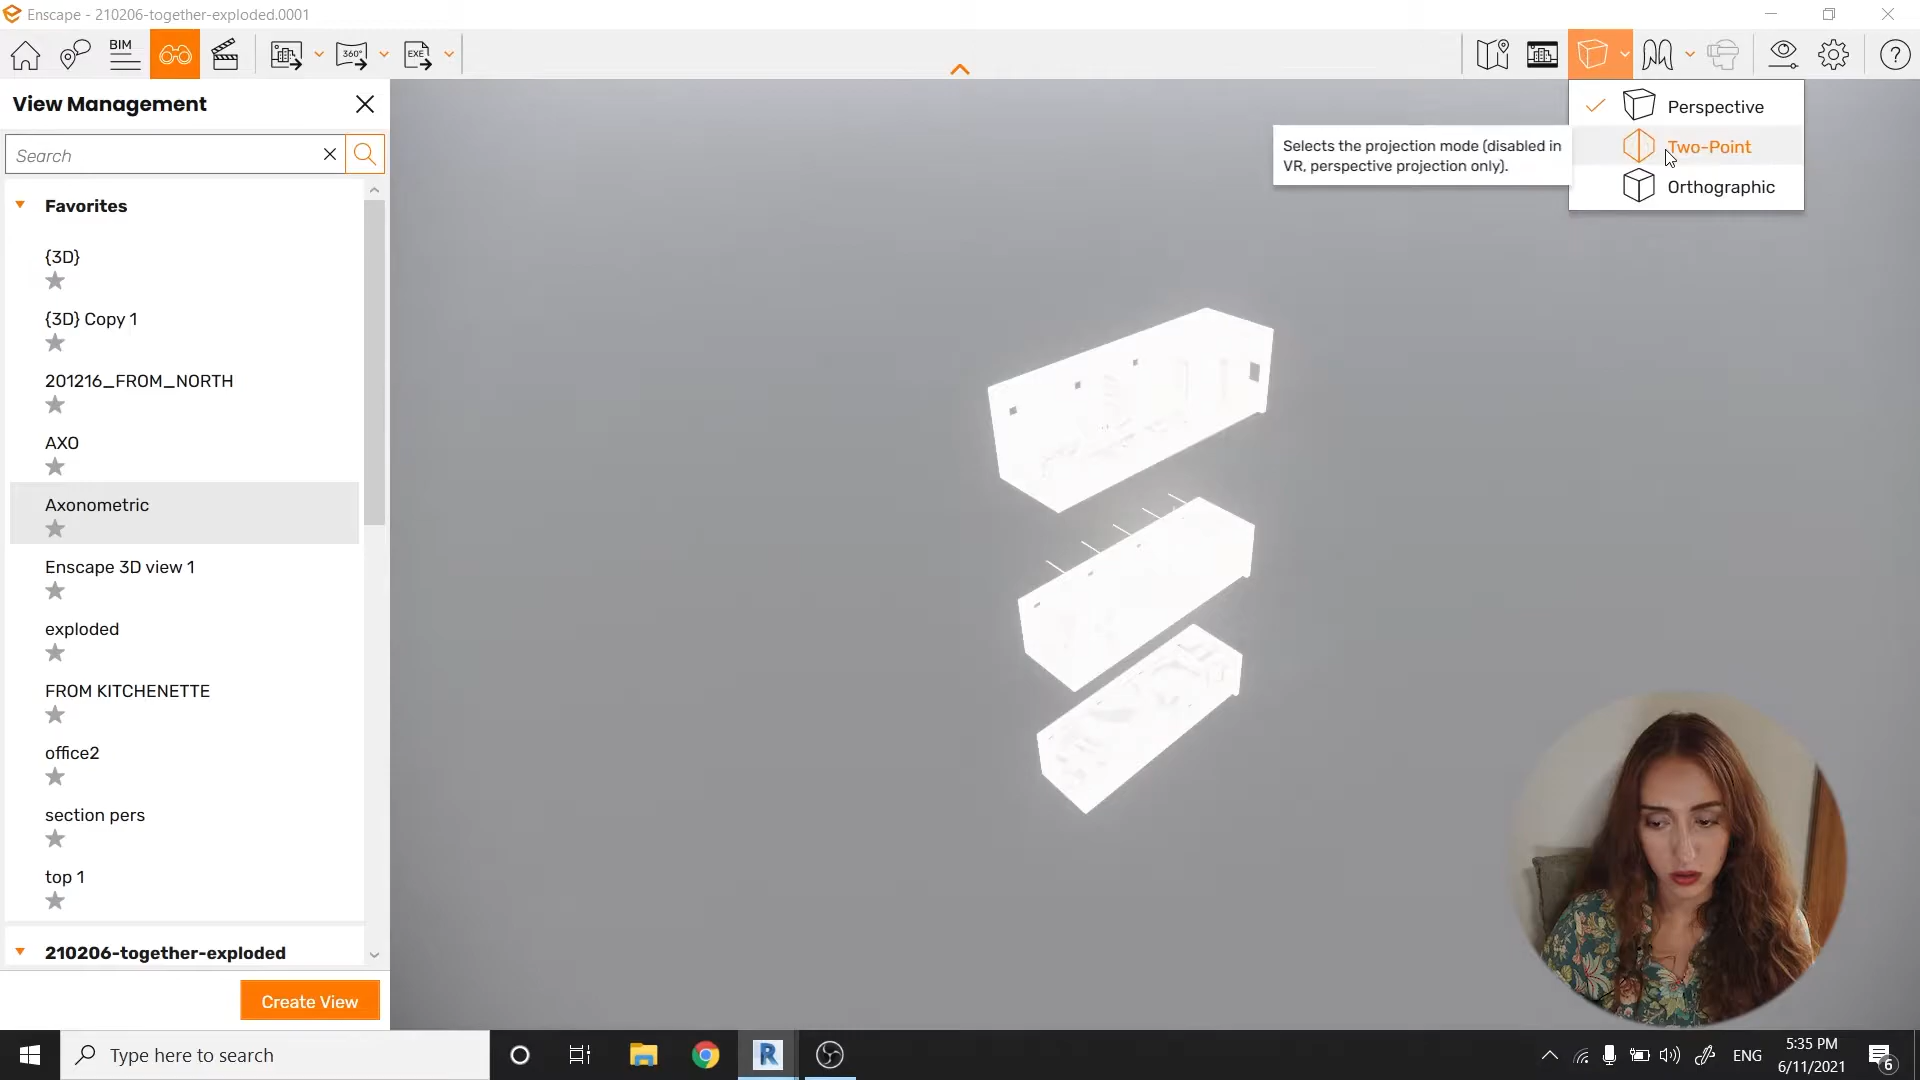 Enscape - 210206-together-exploded.0001
BIM
360°
EXE
View Management
Search
Favorites
{3D}
{3D} Copy 1
201216_FROM_NORTH
AXO
Axonometric
Enscape 3D view 1
exploded
FROM KITCHENETTE
office2
section pers
top 1
210206-together-exploded
Create View
Perspective
Two-Point
Orthographic
Selects the projection mode (disabled in
VR, perspective projection only).
Type here to search
R
ENG
5:35 PM
6/11/2021
6